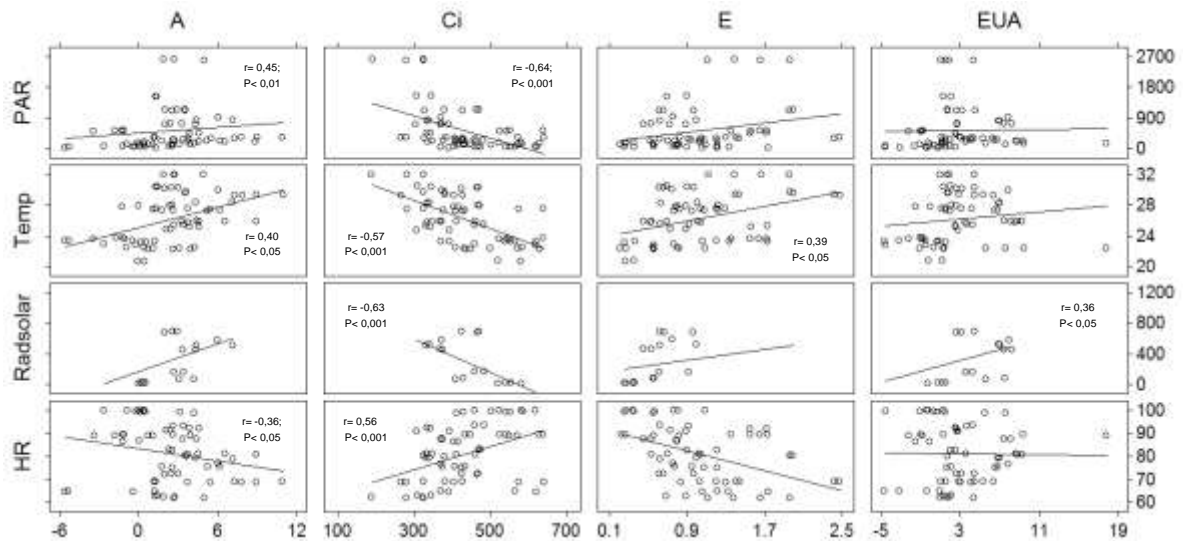 A Ci E EUA
PAR
r= 0,45;
P< 0,01
r= -0,64;
P< 0,001
2700
1800
900
0
Temp
r= 0,40
P< 0,05
r= -0,57
P< 0,001
r= 0,39
P< 0,05
32
28
24
20
Radsolar
r= -0,63
P< 0,001
r= 0,36
P< 0,05
1200
800
400
0
HR
r= -0,36;
P< 0,05
r= 0,56
P< 0,001
100
90
80
70
60
-6 0 6 12 100 300 500 700 0.1 0.9 1.7 2.5 -5 3 11 19